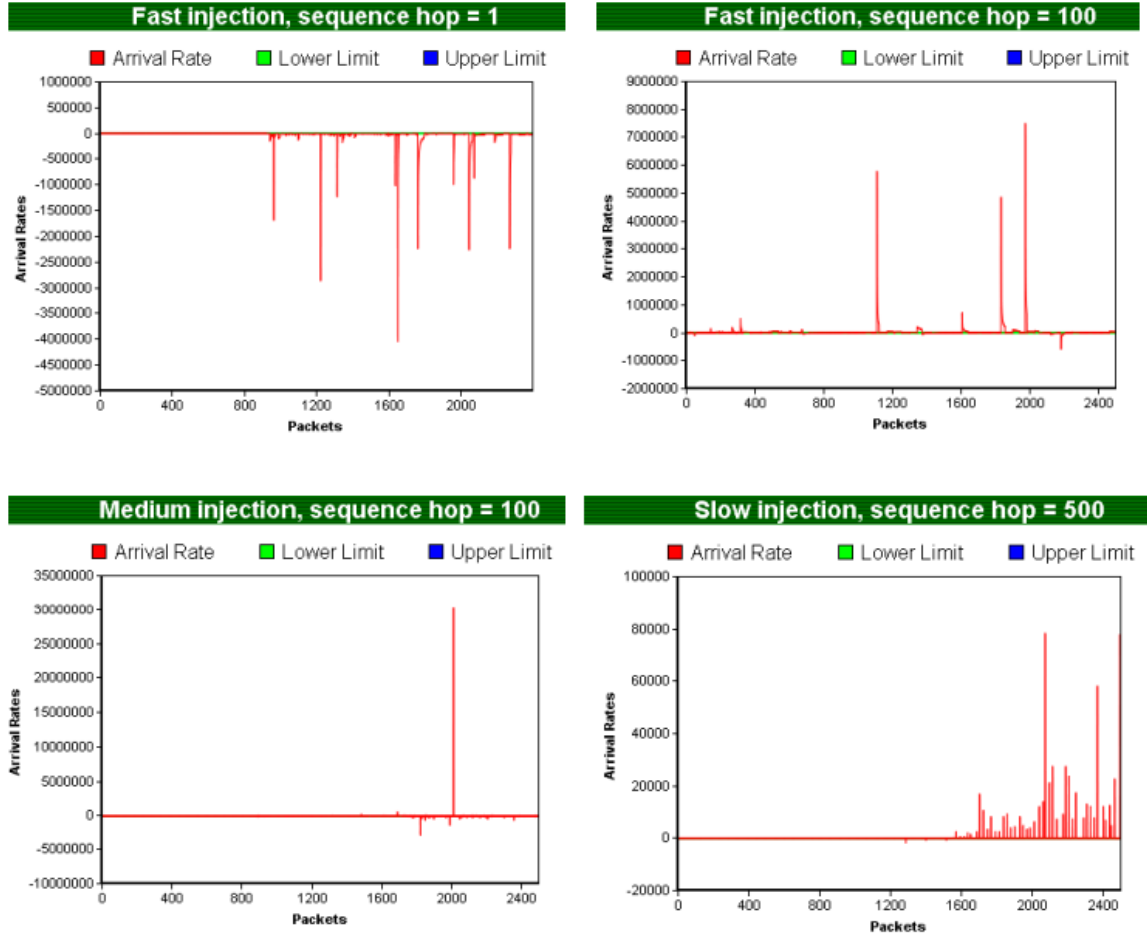 Fast injection, sequence hop = 1
Arrival Rate Lower Limit Upper Limit
1000000
500000
0
-500000
-1000000
-1500000
-2000000
-2500000
-3000000
-3500000
-4000000
-4500000
-5000000
Arrival Rates
0 400 800 1200 1600 2000
Packets
Fast injection, sequence hop = 100
Arrival Rate Lower Limit Upper Limit
9000000
8000000
7000000
6000000
5000000
4000000
3000000
2000000
1000000
0
-1000000
-2000000
Arrival Rates
0 400 800 1200 1600 2000 2400
Packets
Medium injection, sequence hop = 100
Arrival Rate Lower Limit Upper Limit
35000000
30000000
25000000
20000000
15000000
10000000
5000000
0
-5000000
-10000000
Arrival Rates
0 400 800 1200 1600 2000 2400
Packets
Slow injection, sequence hop = 500
Arrival Rate Lower Limit Upper Limit
100000
80000
60000
40000
20000
0
-20000
Arrival Rates
0 400 800 1200 1600 2000 2400
Packets